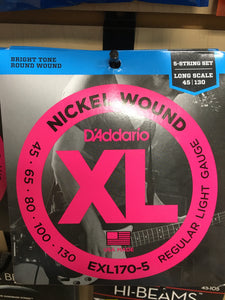 BRIGHT TONE
ROUND WOUND
5-STRING SET
LONG SCALE
45 | 130
NICKEL WOUND
D'Addario
XL
45 · 65 · 80 · 100 · 130
EXL170-5
REGULAR LIGHT GAUGE
HI-BEAMS